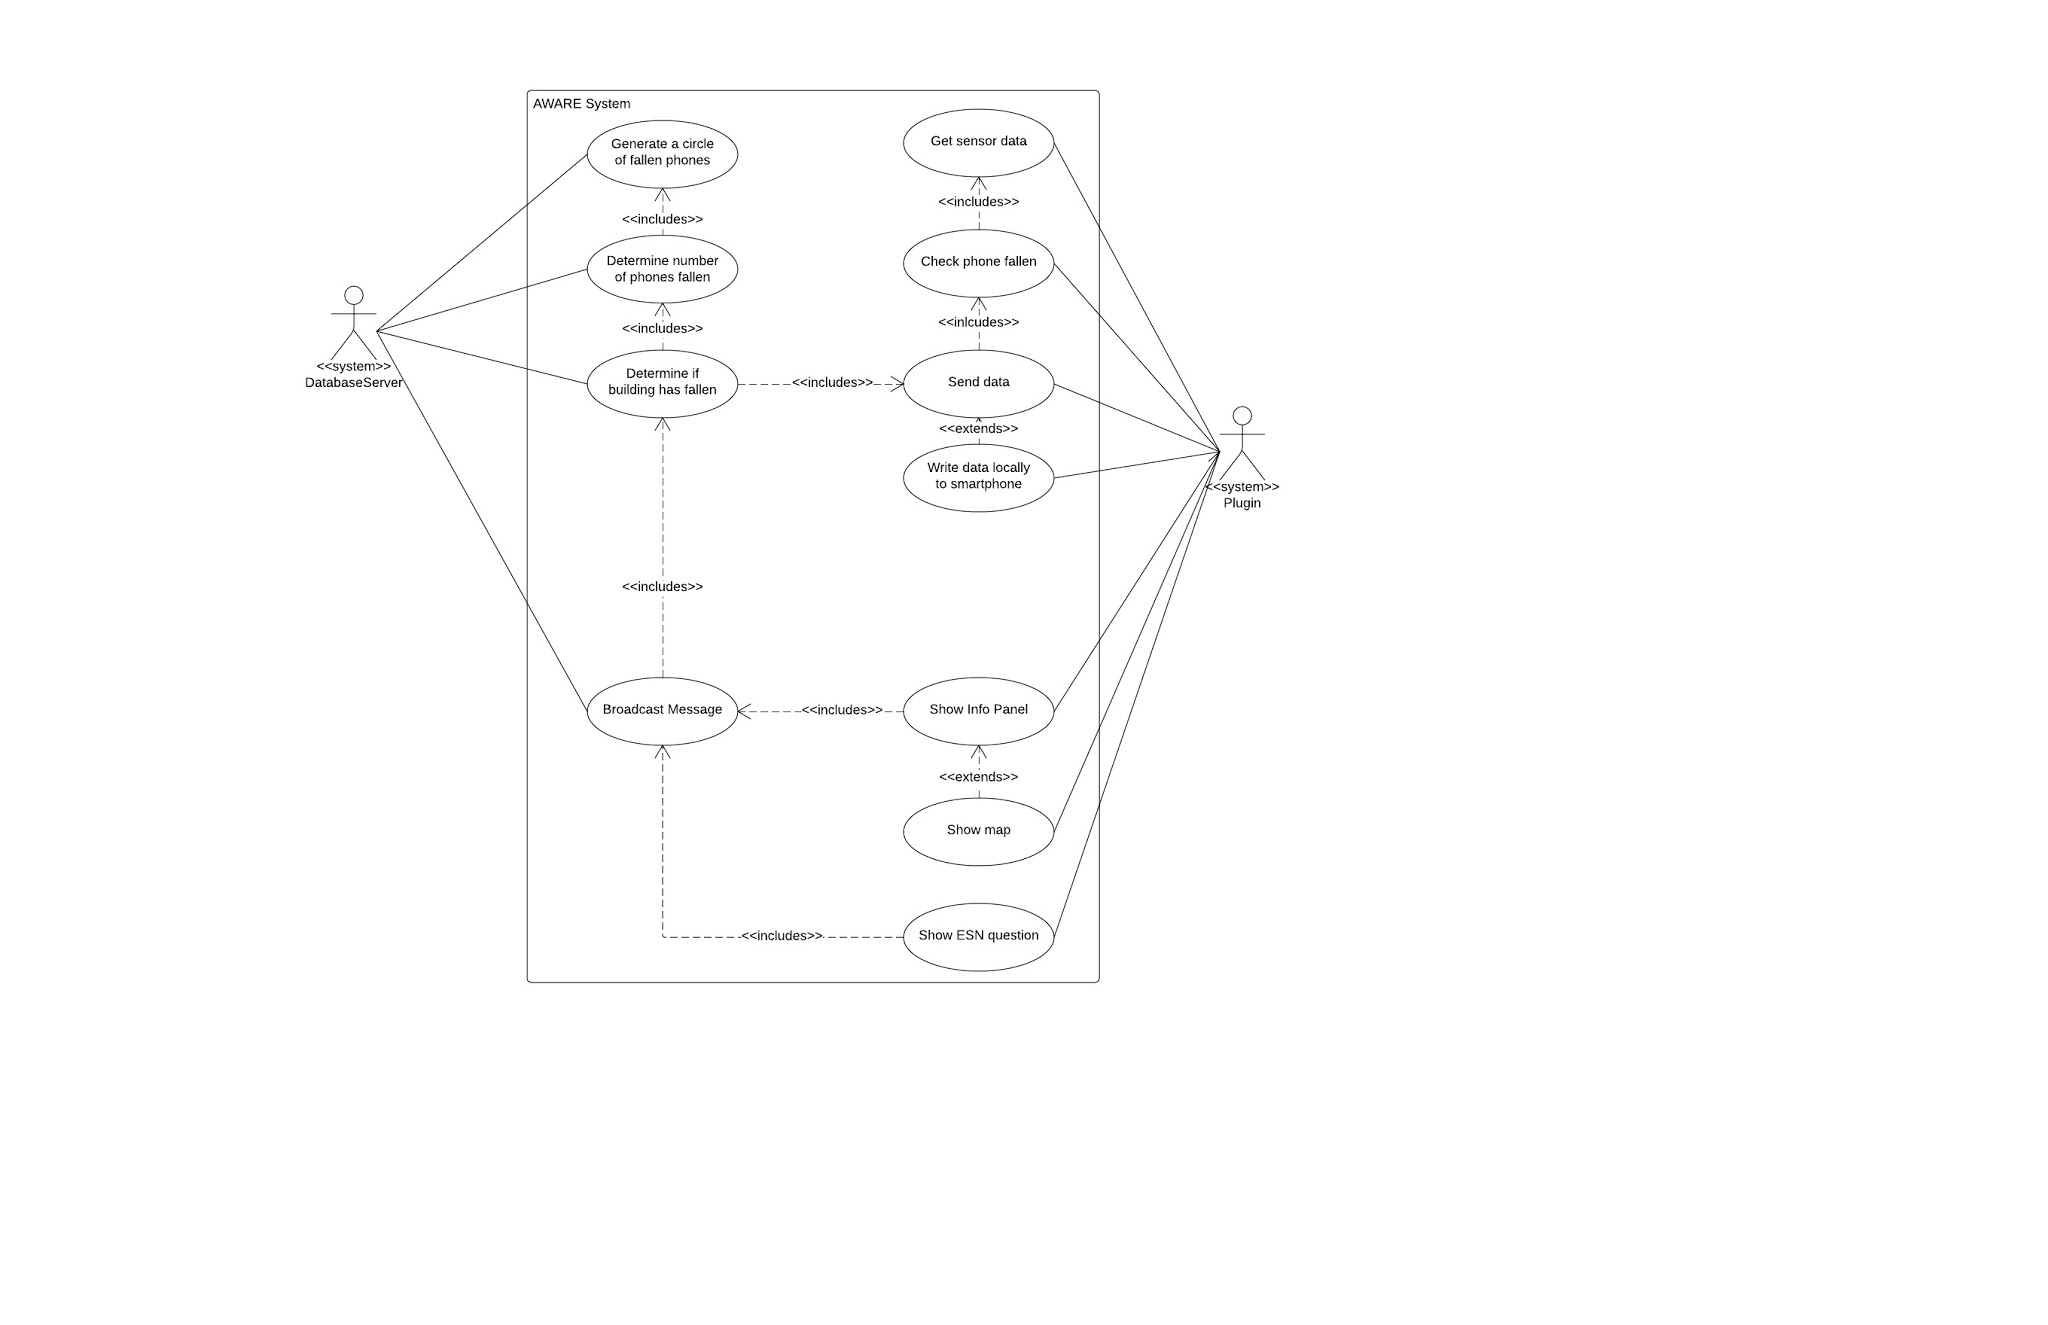 AWARE System
Generate a circle
of fallen phones
<<includes>>
Determine number
of phones fallen
<<includes>>
Determine if
building has fallen
<<includes>>
<<includes>>
Broadcast Message
<<includes>>
<<includes>>
Get sensor data
<<includes>>
Check phone fallen
<<inlcudes>>
Send data
<<extends>>
Write data locally
to smartphone
Show Info Panel
<<extends>>
Show map
Show ESN question
<<system>>
DatabaseServer
<<system>>
Plugin